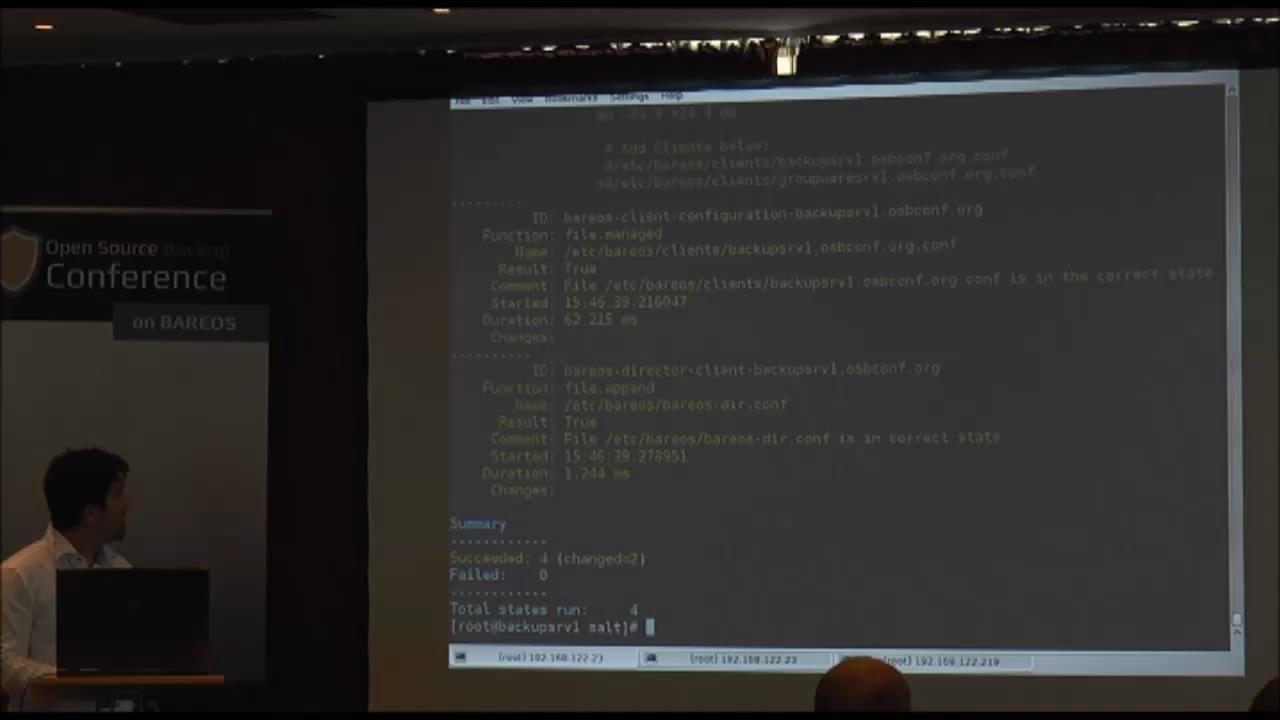 Open Source Backup
Conference
on BAREOS
File Edit View Bookmarks Settings Help
# Add Clients below:
@/etc/bareos/clients/backupsrv1.osbconf.org.conf
+@/etc/bareos/clients/groupwaresrv1.osbconf.org.conf
----------
ID: bareos-client-configuration-backupsrv1.osbconf.org
Function: file.managed
Name: /etc/bareos/clients/backupsrv1.osbconf.org.conf
Result: True
Comment: File /etc/bareos/clients/backupsrv1.osbconf.org.conf is in the correct state
Started: 15:46:39.216047
Duration: 62.215 ms
Changes:
----------
ID: bareos-director-client-backupsrv1.osbconf.org
Function: file.append
Name: /etc/bareos/bareos-dir.conf
Result: True
Comment: File /etc/bareos/bareos-dir.conf is in correct state
Started: 15:46:39.278951
Duration: 1.244 ms
Changes:
Summary
------------
Succeeded: 4 (changed=2)
Failed: 0
------------
Total states run: 4
[root@backupsrv1 salt]#
(root) 192.168.122.23
(root) 192.168.122.23
(root) 192.168.122.219